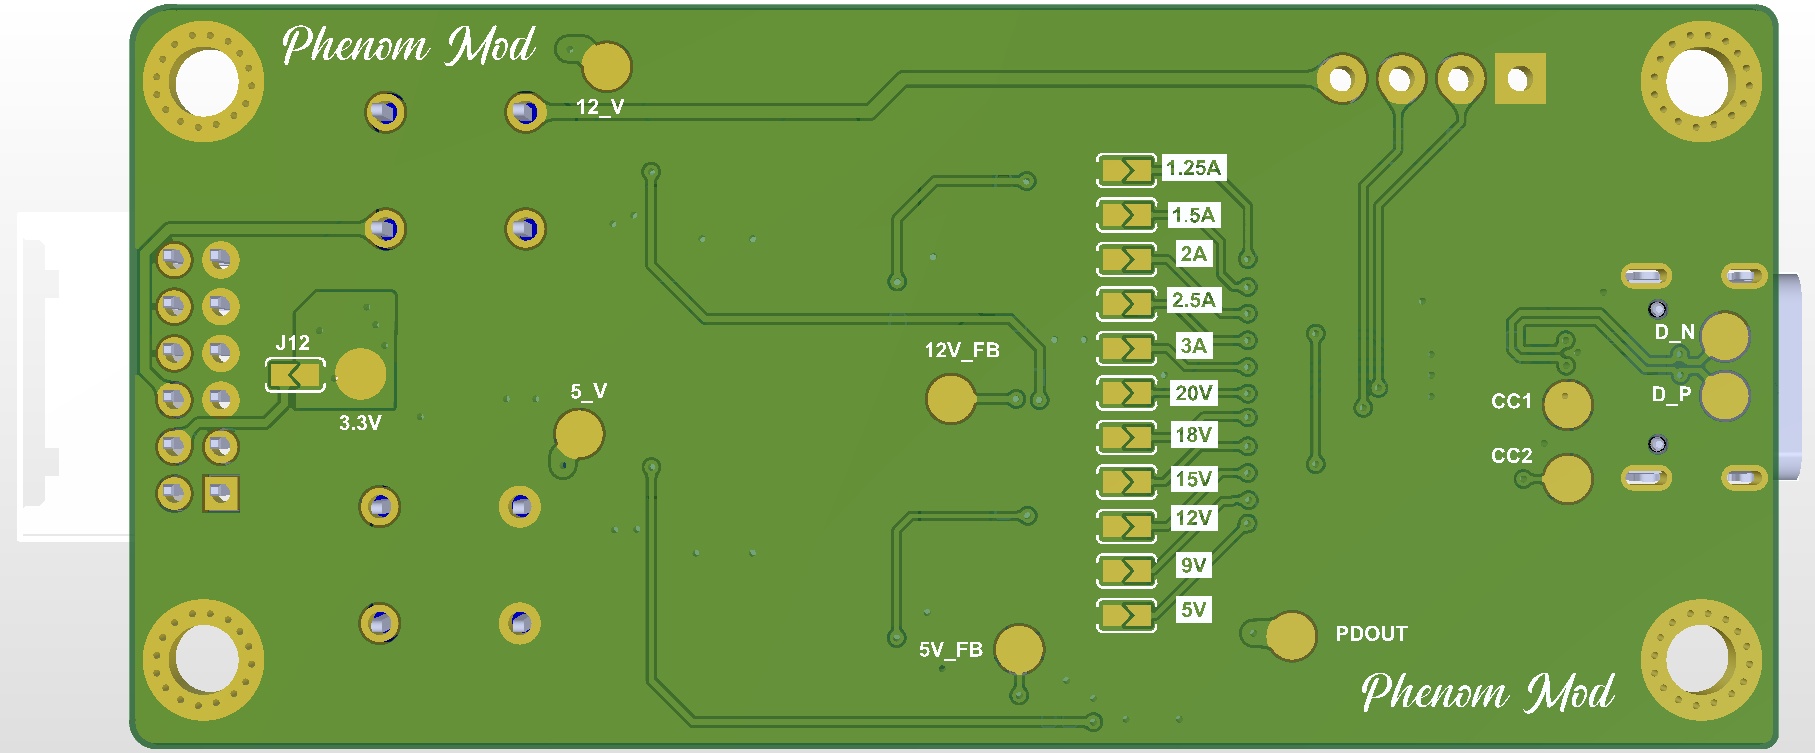 Phenom Mod
12_V
1.25A
1.5A
2A
2.5A
D_N
J12
3A
12V_FB
5_V
20V
D_P
CC1
3.3V
18V
CC2
15V
12V
9V
5V
PDOUT
5V_FB
Phenom Mod